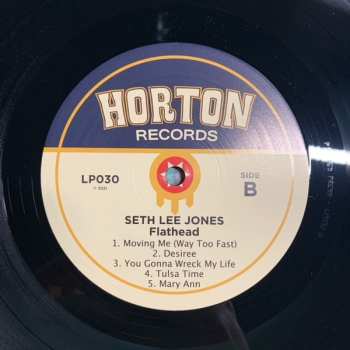 HORTON
RECORDS
LP030
SIDE
B
SETH LEE JONES
Flathead
1. Moving Me (Way Too Fast)
2. Desiree
3. You Gonna Wreck My Life
4. Tulsa Time
5. Mary Ann